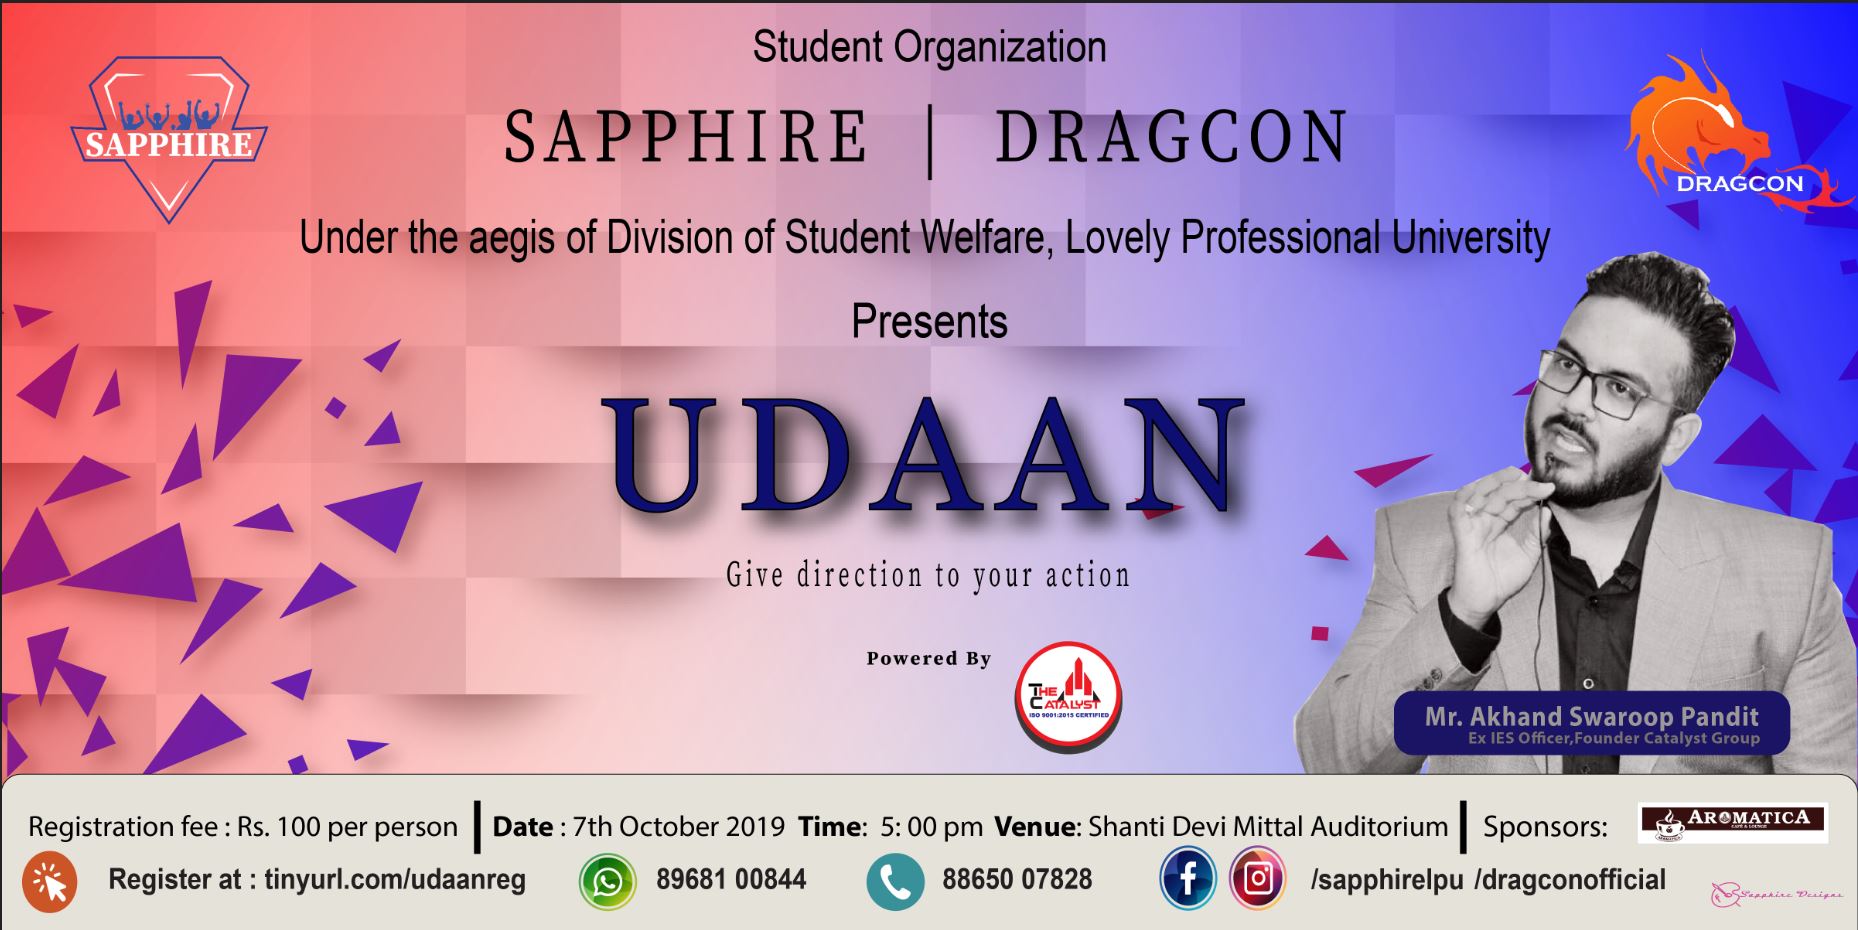 Student Organization
SAPPHIRE
SAPPHIRE | DRAGCON
DRAGCON
Under the aegis of Division of Student Welfare, Lovely Professional University
Presents
UDAAN
Give direction to your action
Powered By
THE
CATALYST
ISO 9001:2015 CERTIFIED
Mr. Akhand Swaroop Pandit
Ex IES Officer,Founder Catalyst Group
Registration fee : Rs. 100 per person | Date : 7th October 2019 Time: 5: 00 pm Venue: Shanti Devi Mittal Auditorium | Sponsors:
AROMATICA
CAFE & LOUNGE
Register at : tinyurl.com/udaanreg 89681 00844 88650 07828 /sapphirelpu /dragconofficial
Sapphire Designs